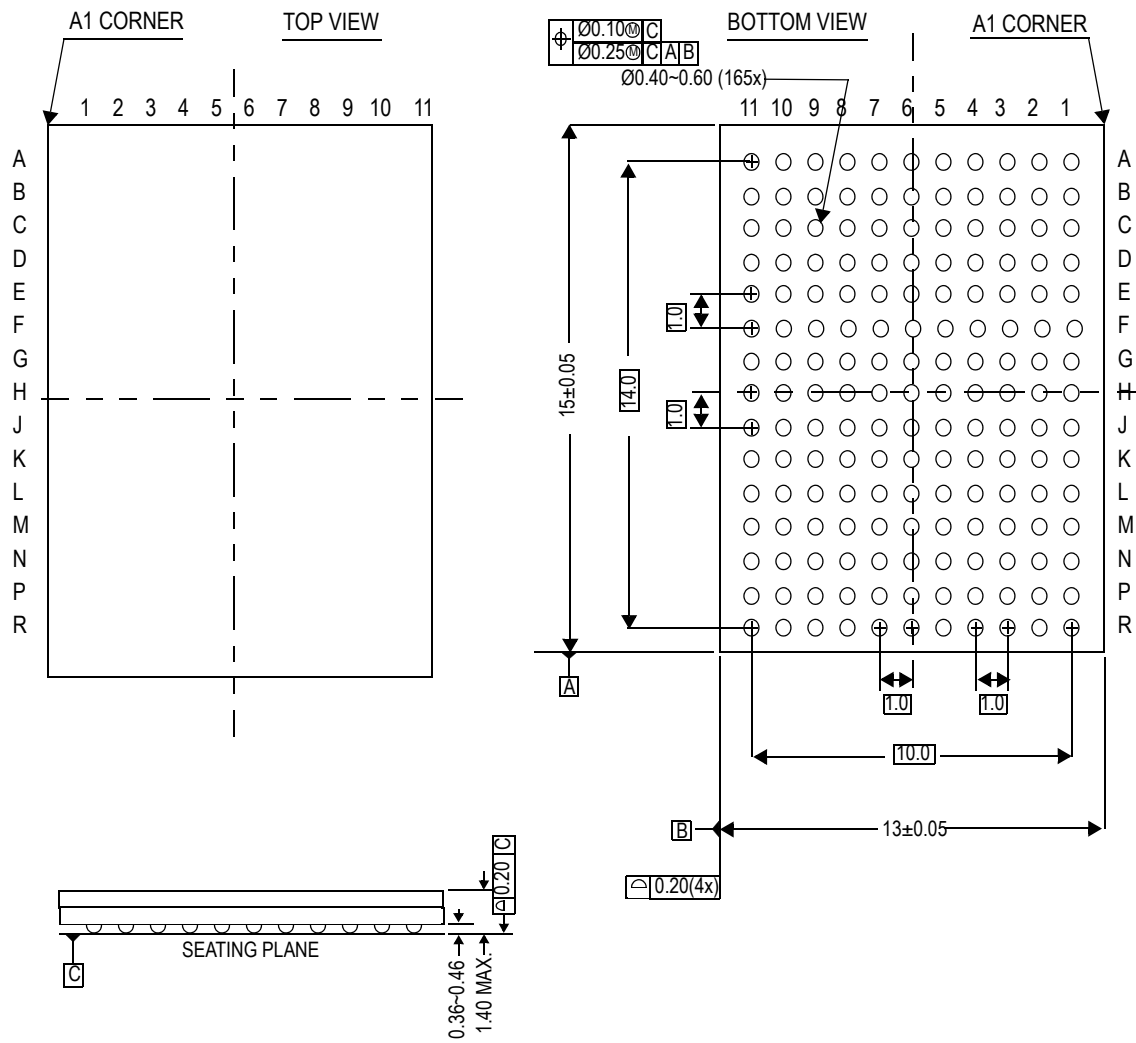 A1 CORNER
TOP VIEW
1 2 3 4 5 6 7 8 9 10 11
A
B
C
D
E
F
G
H
J
K
L
M
N
P
R
Ø0.10Ⓜ C
Ø0.25Ⓜ C A B
Ø0.40~0.60 (165x)
BOTTOM VIEW
A1 CORNER
11 10 9 8 7 6 5 4 3 2 1
A
B
C
D
E
F
G
H
J
K
L
M
N
P
R
15±0.05
14.0
1.0
1.0
A
1.0
1.0
10.0
B
13±0.05
0.20(4x)
0.20 C
SEATING PLANE
C
0.36~0.46
1.40 MAX.